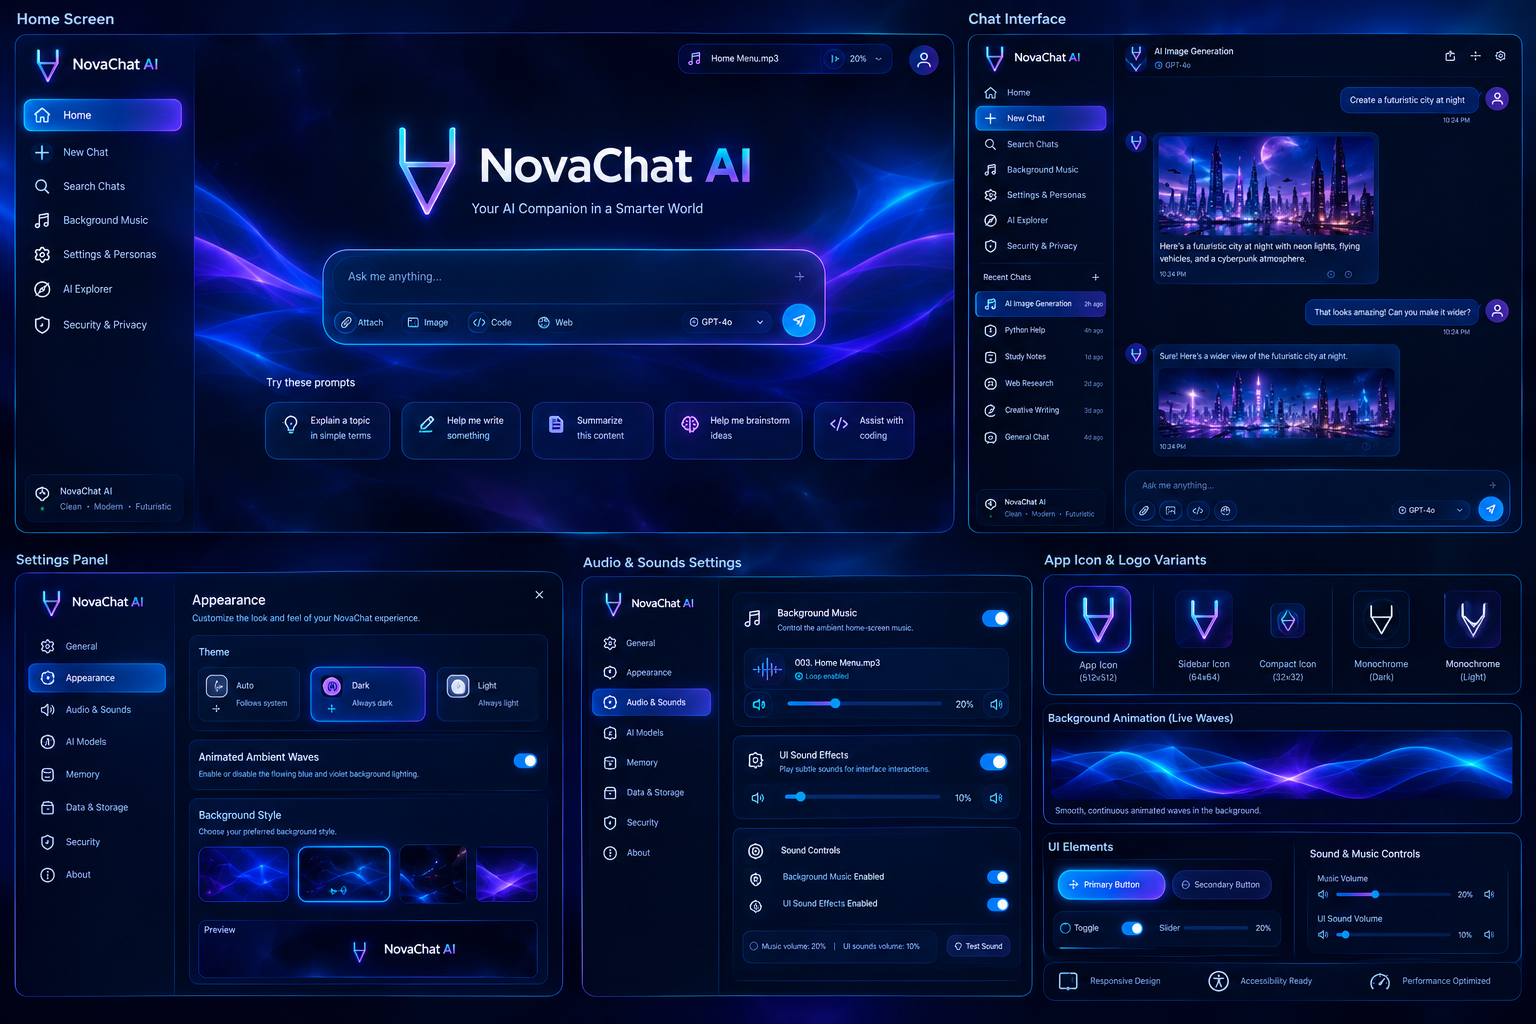 Home Screen
NovaChat AI
Home
New Chat
Search Chats
Background Music
Settings & Personas
AI Explorer
Security & Privacy
NovaChat AI
Clean • Modern • Futuristic
Home Menu.mp3
20%
NovaChat AI
Your AI Companion in a Smarter World
Ask me anything...
Attach
Image
Code
Web
GPT-4o
Try these prompts
Explain a topic
in simple terms
Help me write
something
Summarize
this content
Help me brainstorm
ideas
Assist with
coding
Chat Interface
NovaChat AI
Home
New Chat
Search Chats
Background Music
Settings & Personas
AI Explorer
Security & Privacy
Recent Chats
AI Image Generation 2h ago
Python Help 4h ago
Study Notes 1d ago
Web Research 2d ago
Creative Writing 3d ago
General Chat 4d ago
NovaChat AI
Clean • Modern • Futuristic
AI Image Generation
GPT-4o
Create a futuristic city at night
10:24 PM
Here's a futuristic city at night with neon lights, flying
vehicles, and a cyberpunk atmosphere.
10:34 PM
That looks amazing! Can you make it wider?
10:24 PM
Sure! Here's a wider view of the futuristic city at night.
10:34 PM
Ask me anything...
GPT-4o
Settings Panel
NovaChat AI
General
Appearance
Audio & Sounds
AI Models
Memory
Data & Storage
Security
About
Appearance
Customize the look and feel of your NovaChat experience.
Theme
Auto
Follows system
Dark
Always dark
Light
Always light
Animated Ambient Waves
Enable or disable the flowing blue and violet background lighting.
Background Style
Choose your preferred background style.
Preview
NovaChat AI
Audio & Sounds Settings
NovaChat AI
General
Appearance
Audio & Sounds
AI Models
Memory
Data & Storage
Security
About
Background Music
Control the ambient home-screen music.
003. Home Menu.mp3
Loop enabled
20%
UI Sound Effects
Play subtle sounds for interface interactions.
10%
Sound Controls
Background Music Enabled
UI Sound Effects Enabled
Music volume: 20% | UI sounds volume: 10%
Test Sound
App Icon & Logo Variants
App Icon
(512x512)
Sidebar Icon
(64x64)
Compact Icon
(32x32)
Monochrome
(Dark)
Monochrome
(Light)
Background Animation (Live Waves)
Smooth, continuous animated waves in the background.
UI Elements
Primary Button
Secondary Button
Toggle
Slider
20%
Sound & Music Controls
Music Volume
20%
UI Sound Volume
10%
Responsive Design
Accessibility Ready
Performance Optimized